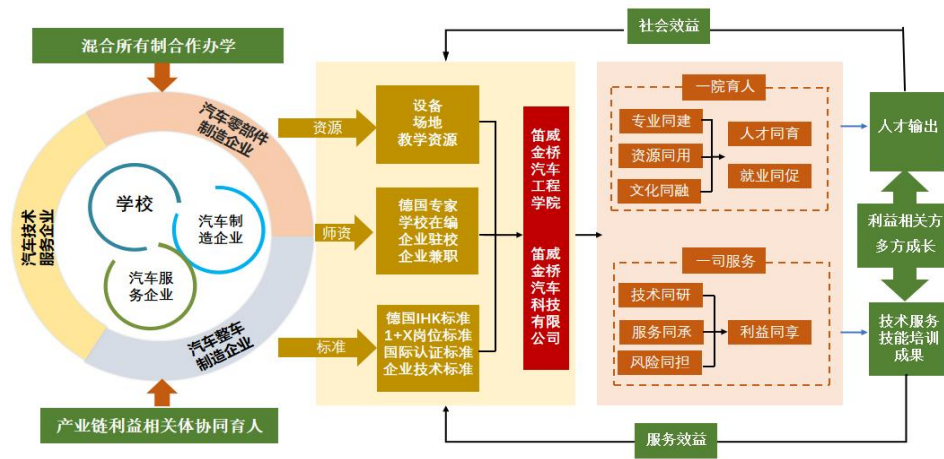 混合所有制合作办学
社会效益
汽车零部件
制造企业
汽车技术
服务企业
汽车整车
制造企业
学校
汽车制
造企业
汽车服
务企业
产业链利益相关体协同育人
资源
师资
标准
设备
场地
教学资源
德国专家
学校在编
企业驻校
企业兼职
德国IHK标准
1+X岗位标准
国际认证标准
企业技术标准
笛威
金桥
汽车
工程
学院
笛威
金桥
汽车
科技
有限
公司
一院育人
专业同建
资源同用
文化同融
人才同育
就业同促
一司服务
技术同研
服务同承
风险同担
利益同享
人才输出
利益相关方
多方成长
技术服务
技能培训
成果
服务效益